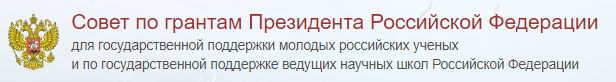 Совет по грантам Президента Российской Федерации
для государственной поддержки молодых российских ученых
и по государственной поддержке ведущих научных школ Российской Федерации